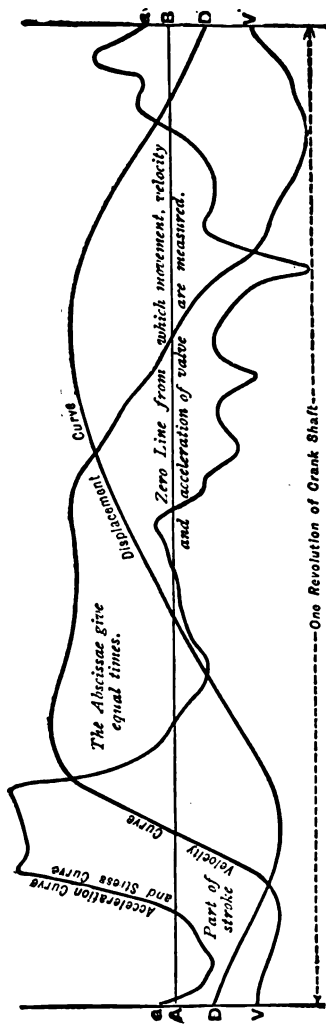 a'
B
D'
V'
Zero Line from which movement, velocity
and acceleration of valve are measured.
Curve
Displacement
The Abscissae give
equal times.
Acceleration Curve
and Stress Curve
Velocity
Curve
Part of
stroke
a
A
D
V
One Revolution of Crank Shaft